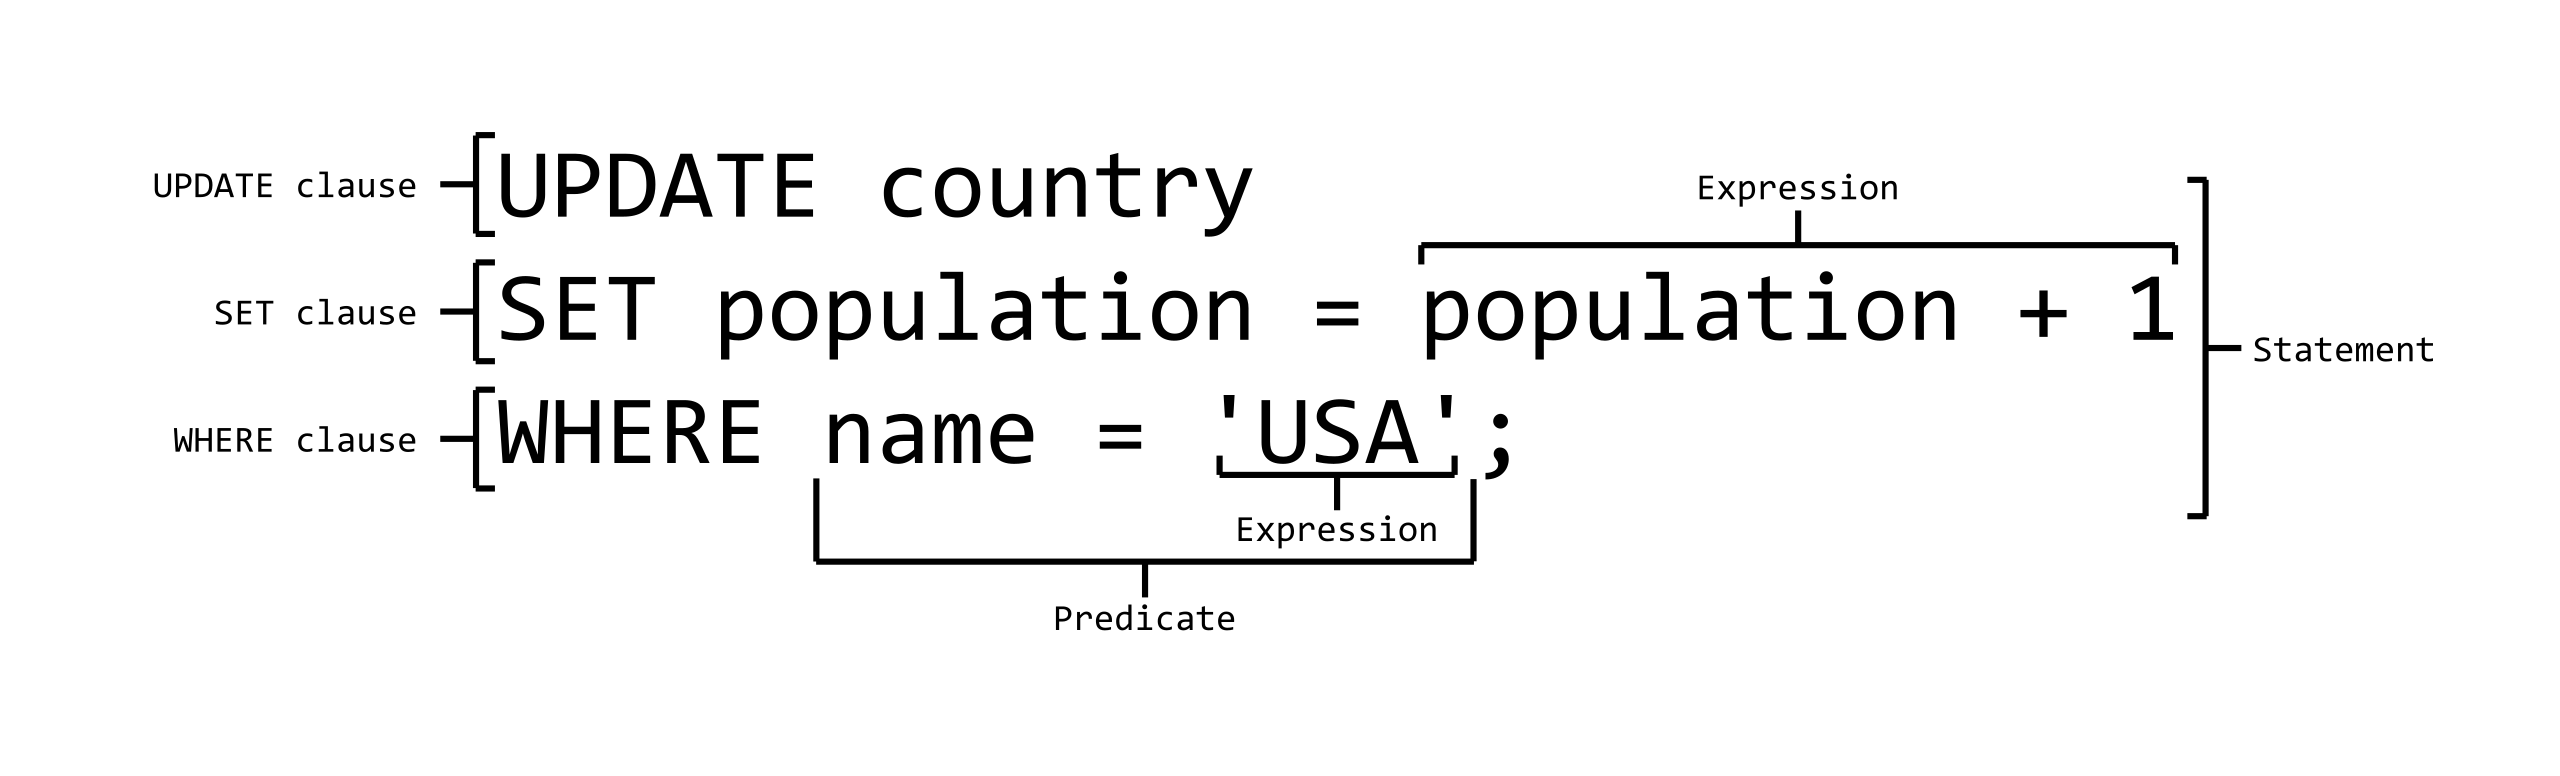 UPDATE clause
UPDATE country
Expression
SET clause
SET population = population + 1
Statement
WHERE clause
WHERE name = 'USA';
Expression
Predicate